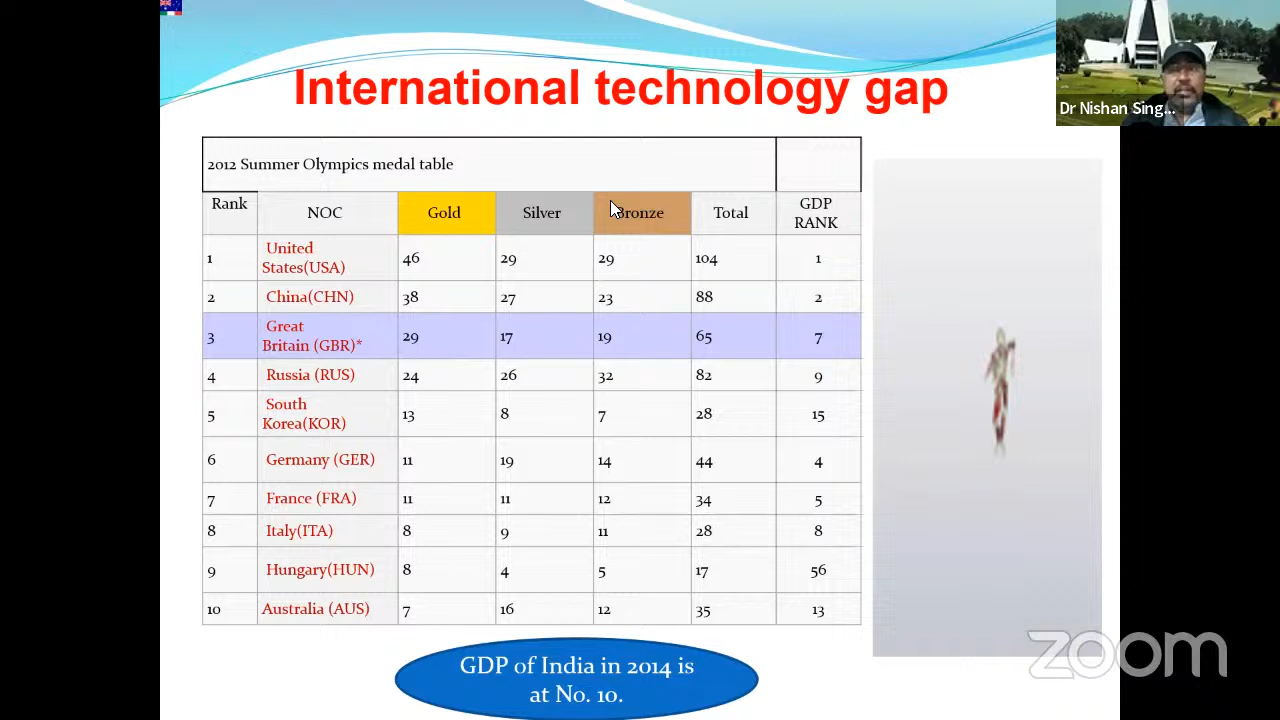 International technology gap
Dr Nishan Sing...
2012 Summer Olympics medal table
Rank NOC Gold Silver Bronze Total GDP
RANK
1 United
States(USA) 46 29 29 104 1
2 China(CHN) 38 27 23 88 2
3 Great
Britain (GBR)* 29 17 19 65 7
4 Russia (RUS) 24 26 32 82 9
5 South
Korea(KOR) 13 8 7 28 15
6 Germany (GER) 11 19 14 44 4
7 France (FRA) 11 11 12 34 5
8 Italy(ITA) 8 9 11 28 8
9 Hungary(HUN) 8 4 5 17 56
10 Australia (AUS) 7 16 12 35 13
GDP of India in 2014 is
at No. 10.
zoom